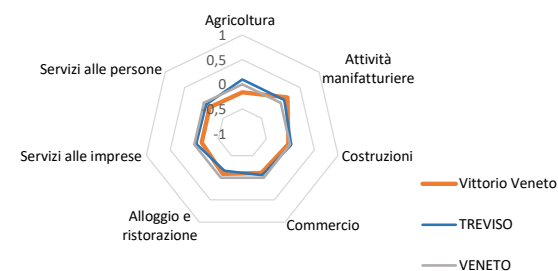 Agricoltura
1
0,5
0
0,5
-1
Attività
manifatturiere
Costruzioni
Commercio
Alloggio e
ristorazione
Servizi alle imprese
Servizi alle persone
Vittorio Veneto
TREVISO
VENETO